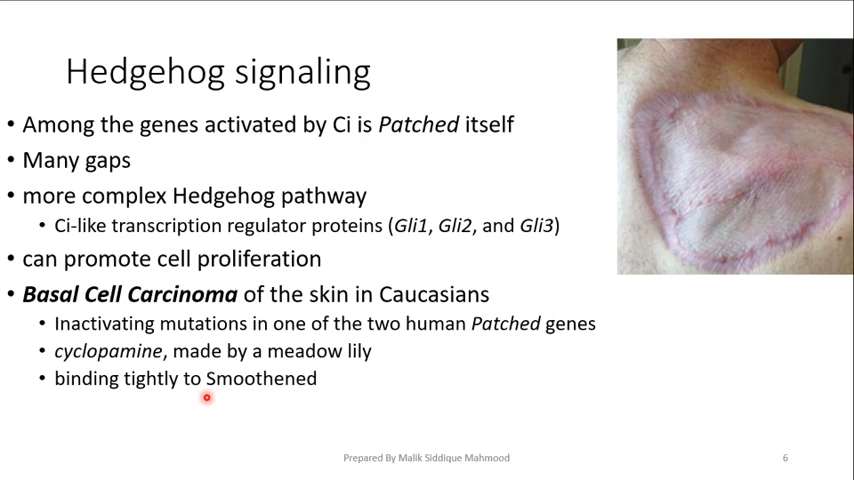 Hedgehog signaling
• Among the genes activated by Ci is Patched itself
• Many gaps
• more complex Hedgehog pathway
• Ci-like transcription regulator proteins (Gli1, Gli2, and Gli3)
• can promote cell proliferation
• Basal Cell Carcinoma of the skin in Caucasians
• Inactivating mutations in one of the two human Patched genes
• cyclopamine, made by a meadow lily
• binding tightly to Smoothened
Prepared By Malik Siddique Mahmood
6